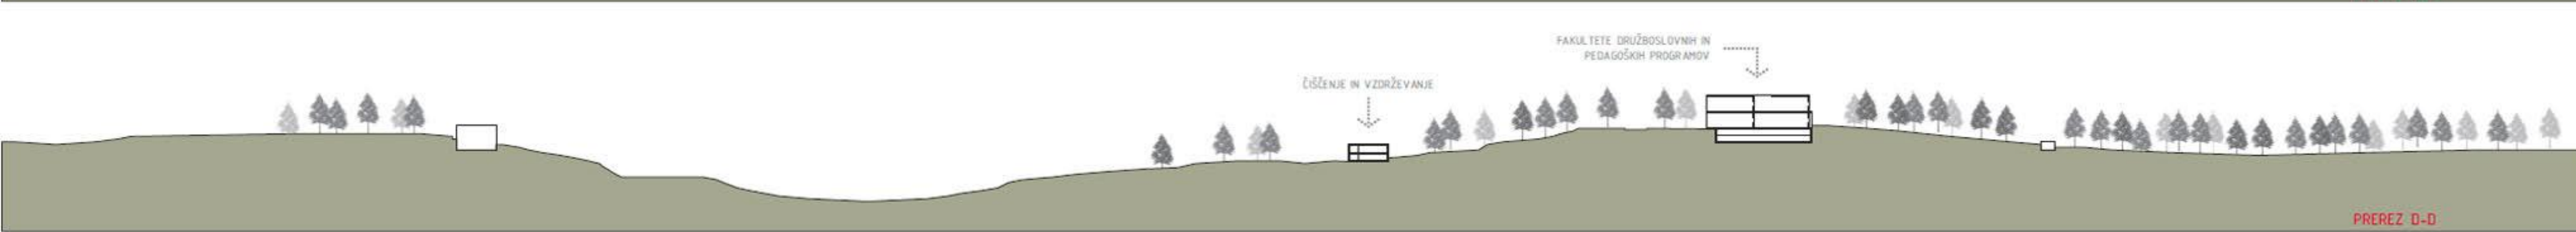 FAKULTETE DRUŽBOSLOVNIH IN
PEDAGOŠKIH PROGRAMOV
ČIŠČENJE IN VZDRŽEVANJE
PREREZ D-D